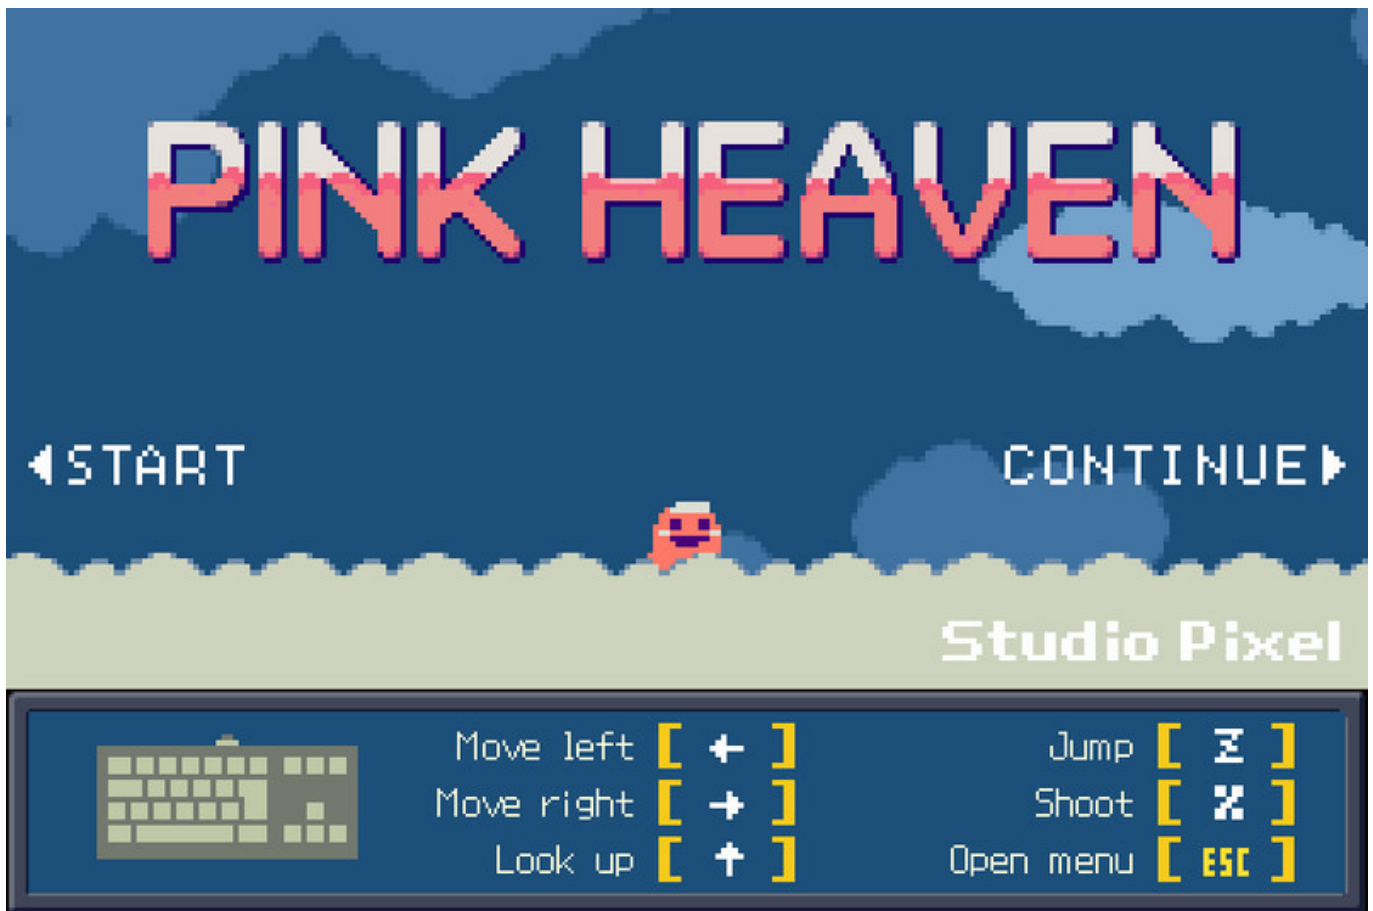 PINK HEAVEN
START
CONTINUE
Studio Pixel
Move left [ ← ]
Move right [ → ]
Look up [ ↑ ]
Jump [ Z ]
Shoot [ X ]
Open menu [ ESC ]